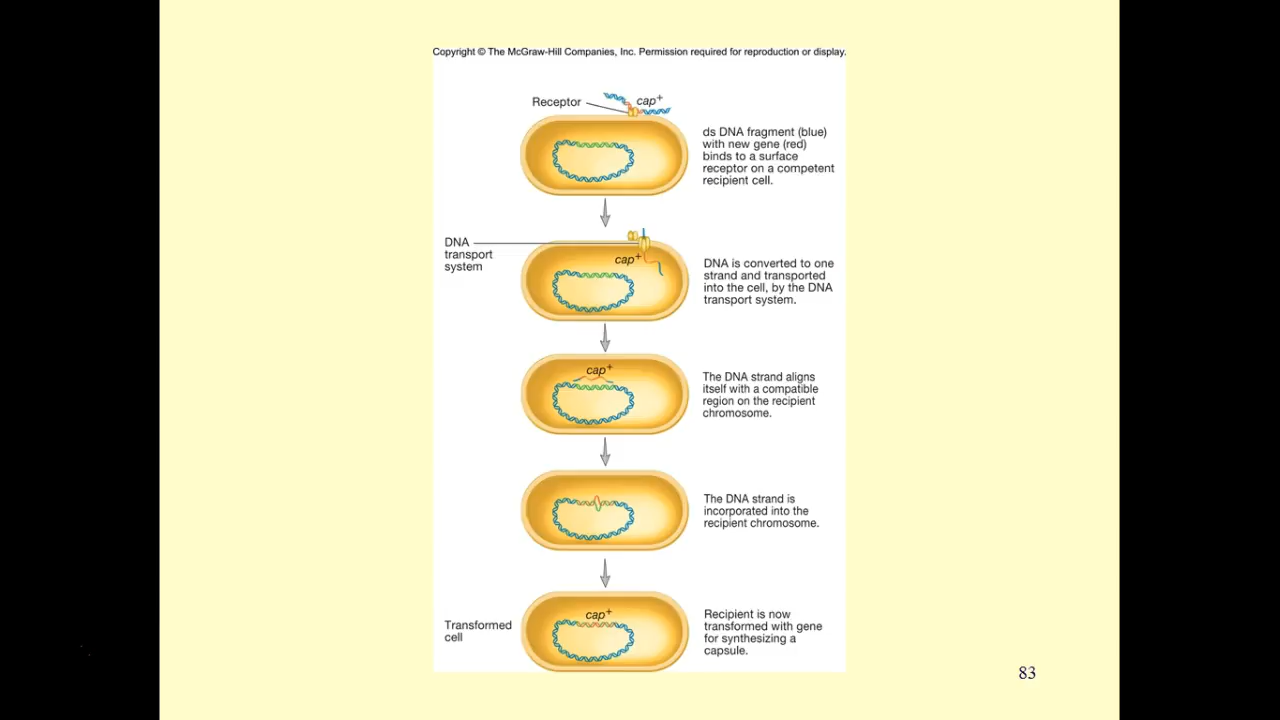 Copyright © The McGraw-Hill Companies, Inc. Permission required for reproduction or display.
Receptor
cap+
ds DNA fragment (blue)
with new gene (red)
binds to a surface
receptor on a competent
recipient cell.
DNA
transport
system
cap+
DNA is converted to one
strand and transported
into the cell, by the DNA
transport system.
cap+
The DNA strand aligns
itself with a compatible
region on the recipient
chromosome.
The DNA strand is
incorporated into the
recipient chromosome.
Transformed
cell
cap+
Recipient is now
transformed with gene
for synthesizing a
capsule.
83